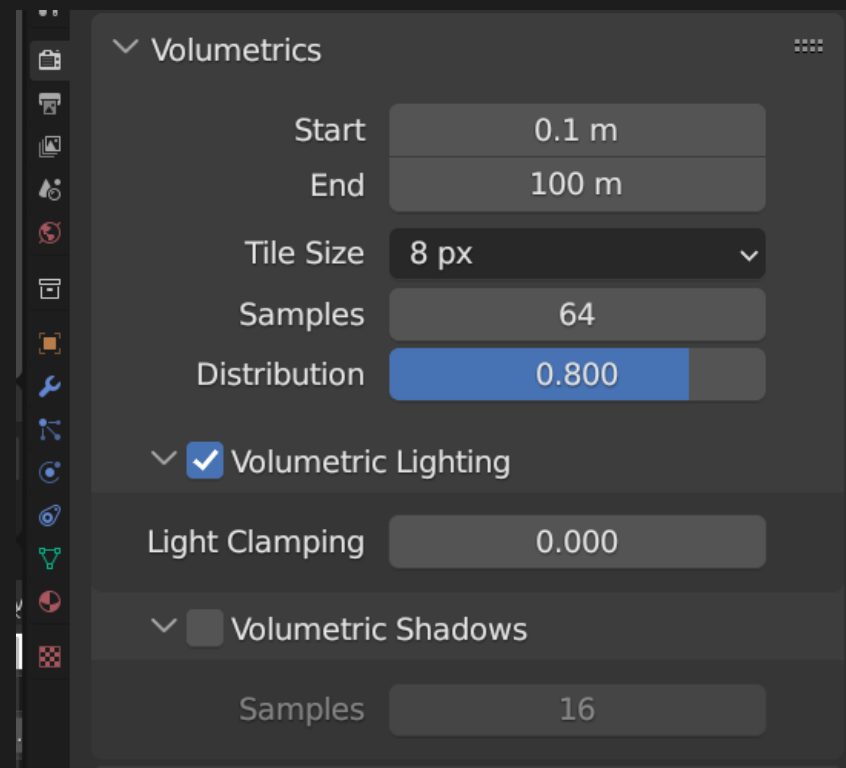 Volumetrics
Start 0.1 m
End 100 m
Tile Size 8 px
Samples 64
Distribution 0.800
Volumetric Lighting
Light Clamping 0.000
Volumetric Shadows
Samples 16